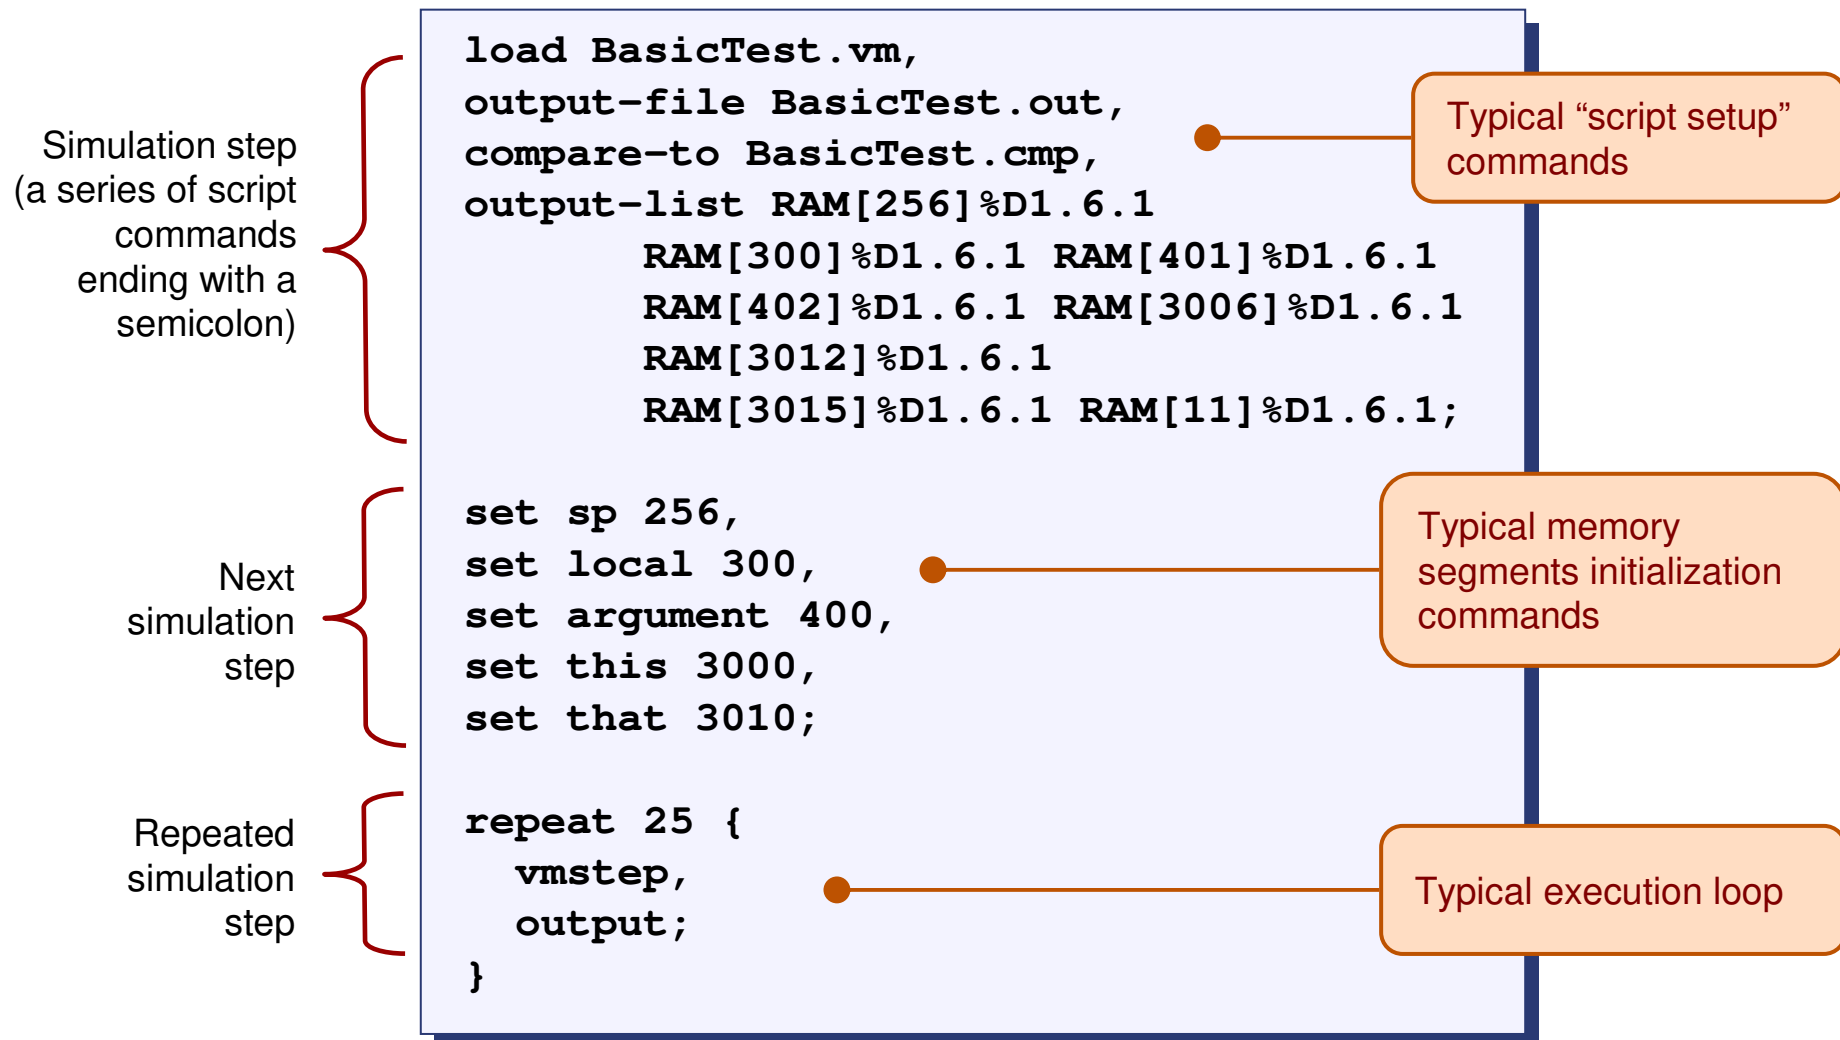 load BasicTest.vm,
output-file BasicTest.out,
compare-to BasicTest.cmp,
output-list RAM[256]%D1.6.1
RAM[300]%D1.6.1 RAM[401]%D1.6.1
RAM[402]%D1.6.1 RAM[3006]%D1.6.1
RAM[3012]%D1.6.1
RAM[3015]%D1.6.1 RAM[11]%D1.6.1;
Simulation step
(a series of script
commands
ending with a
semicolon)
Typical “script setup”
commands
set sp 256,
set local 300,
set argument 400,
set this 3000,
set that 3010;
Next
simulation
step
Typical memory
segments initialization
commands
repeat 25 {
vmstep,
output;
}
Repeated
simulation
step
Typical execution loop